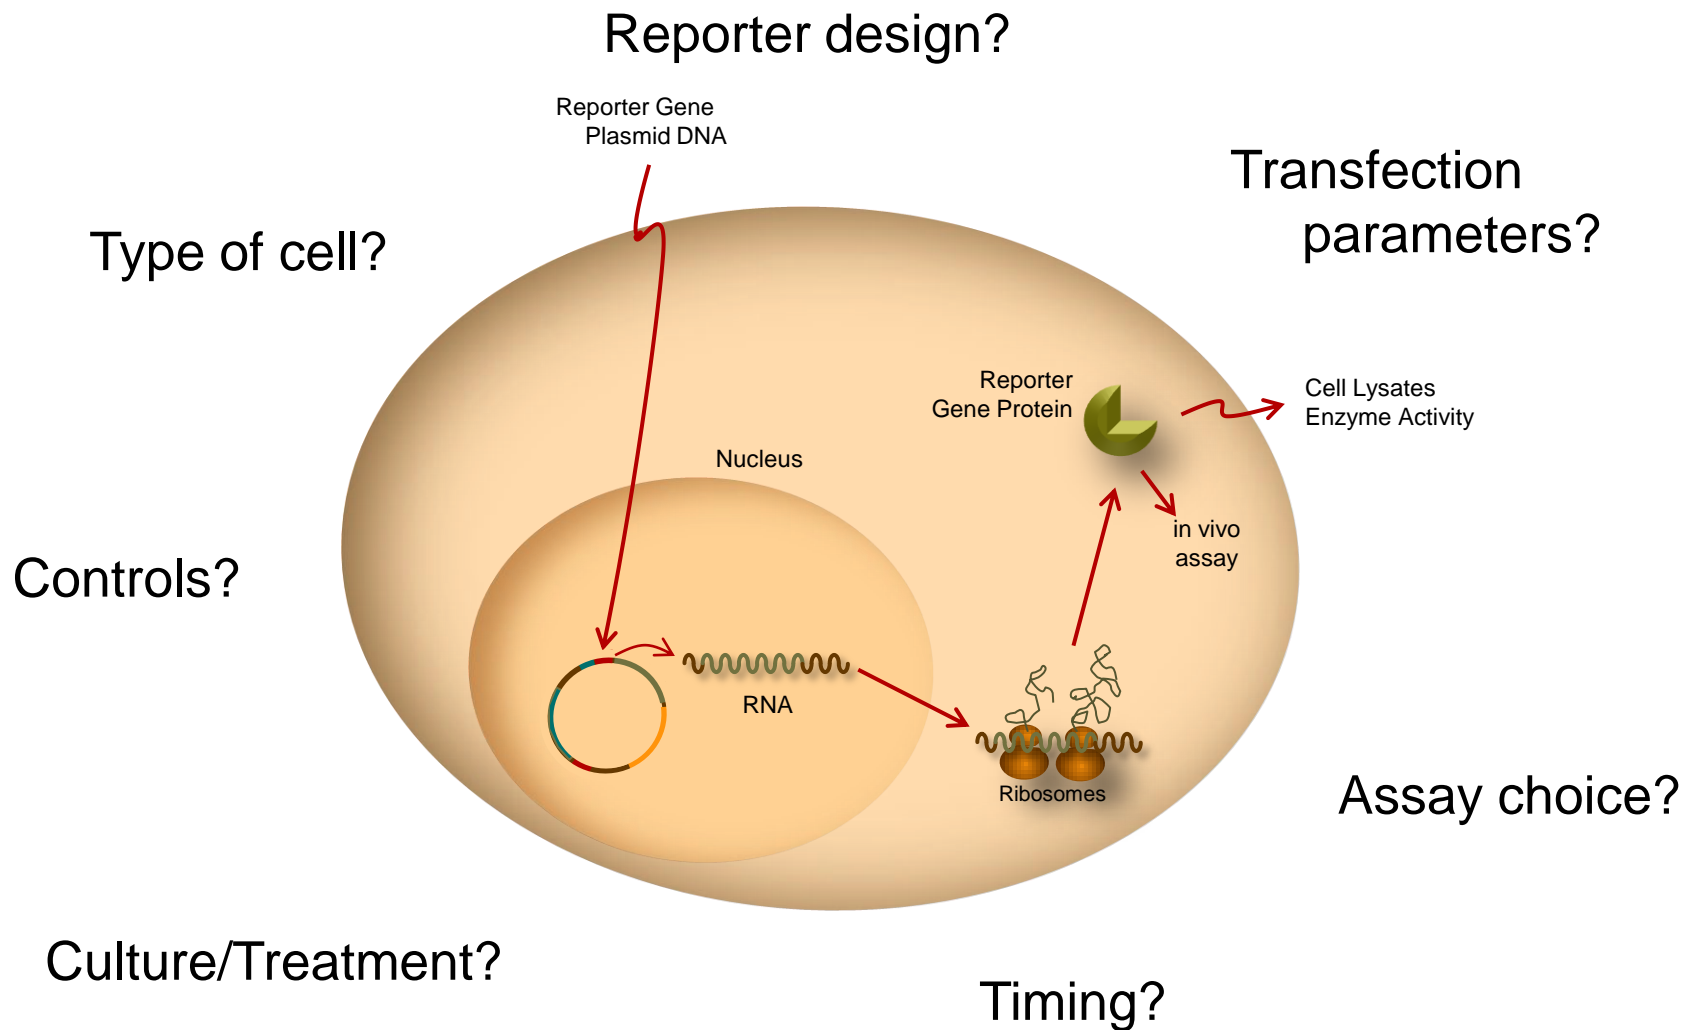 Reporter design?
Reporter Gene
Plasmid DNA
Transfection
parameters?
Type of cell?
Reporter
Gene Protein
Cell Lysates
Enzyme Activity
Nucleus
in vivo
assay
Controls?
RNA
Ribosomes
Assay choice?
Culture/Treatment?
Timing?